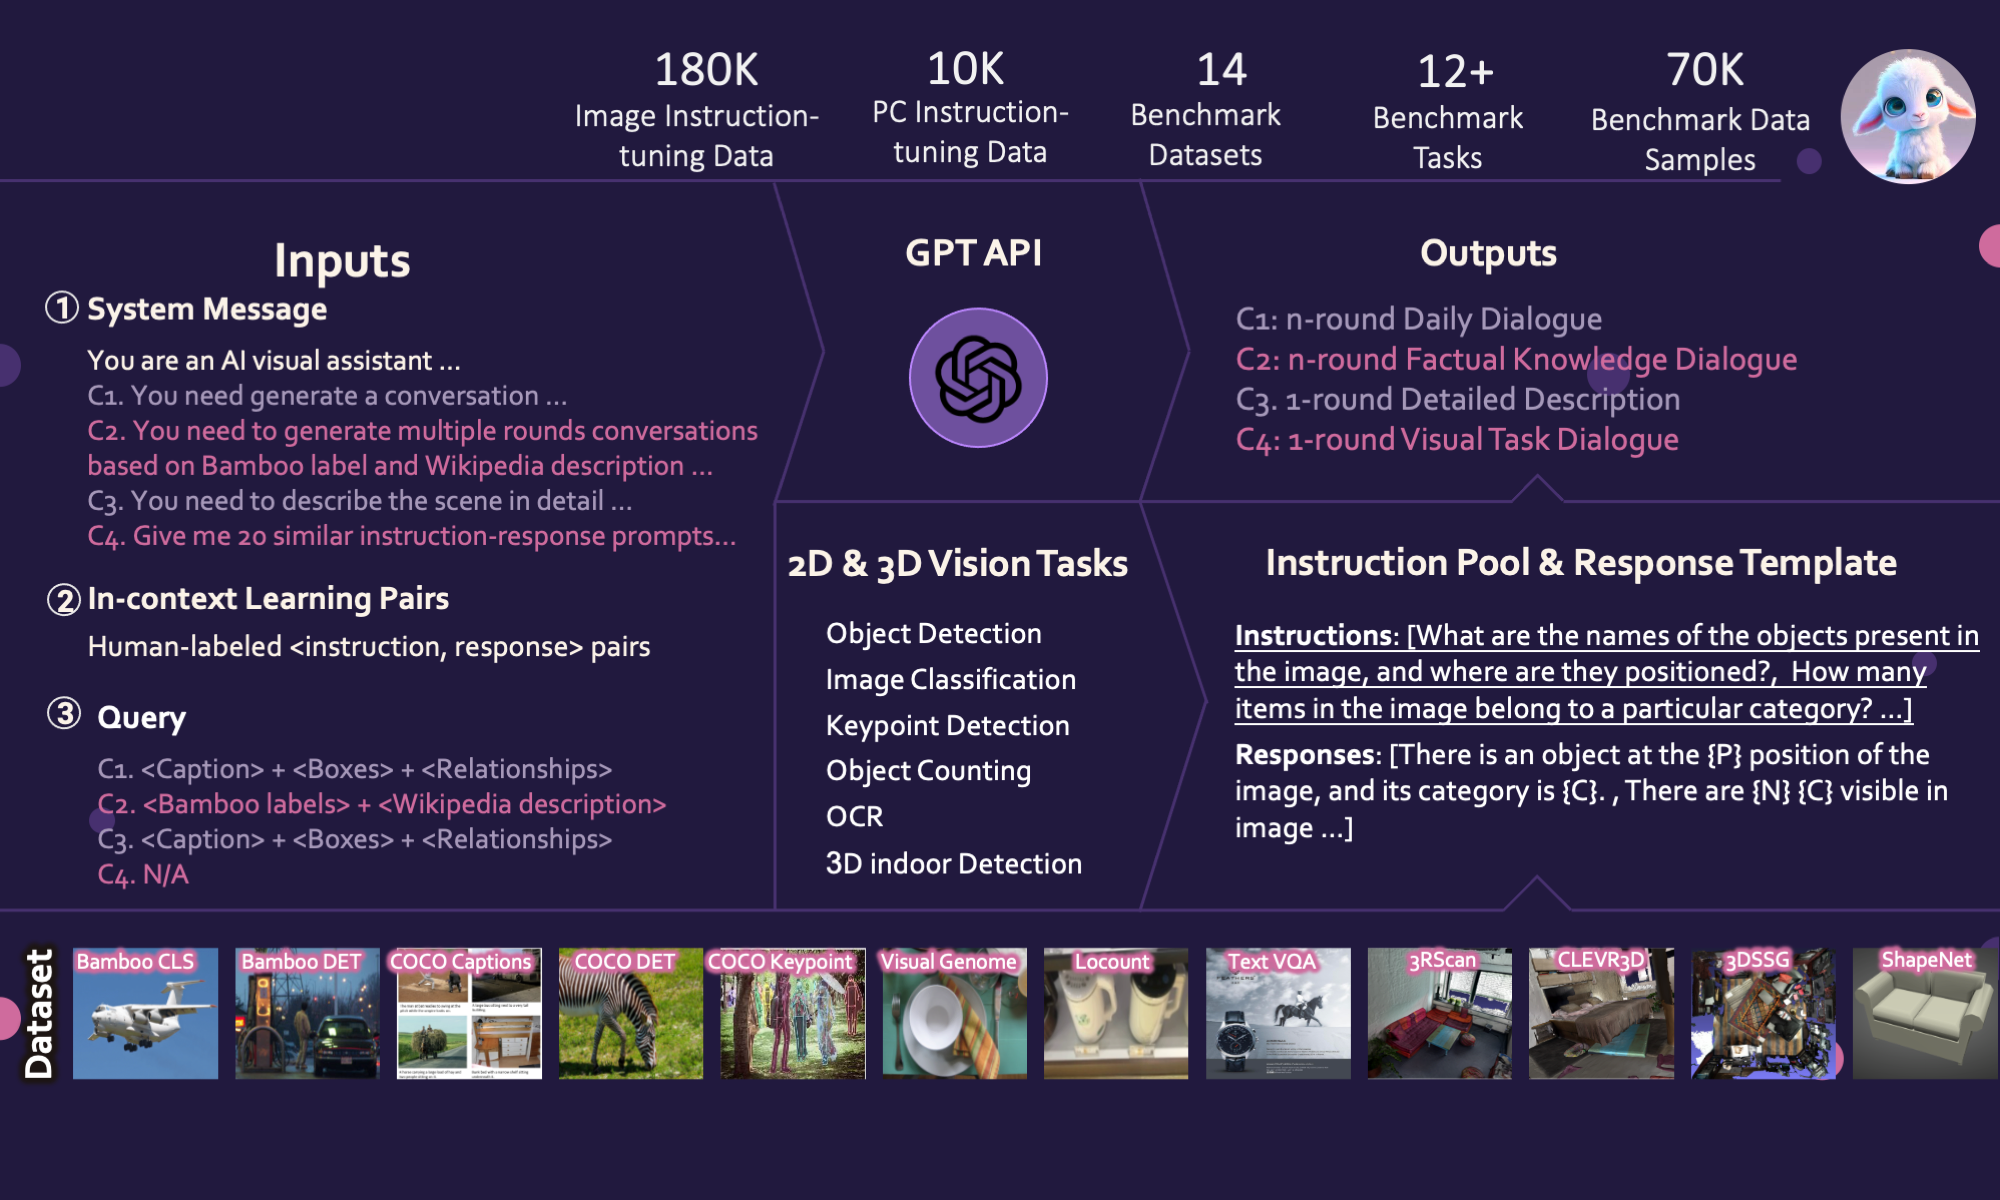 180K
Image Instruction-
tuning Data
10K
PC Instruction-
tuning Data
14
Benchmark
Datasets
12+
Benchmark
Tasks
70K
Benchmark Data
Samples
Inputs
① System Message
You are an AI visual assistant ...
C1. You need generate a conversation ...
C2. You need to generate multiple rounds conversations
based on Bamboo label and Wikipedia description ...
C3. You need to describe the scene in detail ...
C4. Give me 20 similar instruction-response prompts...
② In-context Learning Pairs
Human-labeled <instruction, response> pairs
③ Query
C1. <Caption> + <Boxes> + <Relationships>
C2. <Bamboo labels> + <Wikipedia description>
C3. <Caption> + <Boxes> + <Relationships>
C4. N/A
GPT API
Outputs
C1: n-round Daily Dialogue
C2: n-round Factual Knowledge Dialogue
C3. 1-round Detailed Description
C4: 1-round Visual Task Dialogue
2D & 3D Vision Tasks
Object Detection
Image Classification
Keypoint Detection
Object Counting
OCR
3D indoor Detection
Instruction Pool & Response Template
Instructions: [What are the names of the objects present in
the image, and where are they positioned?, How many
items in the image belong to a particular category? ...]
Responses: [There is an object at the {P} position of the
image, and its category is {C}. , There are {N} {C} visible in
image ...]
Dataset
Bamboo CLS
Bamboo DET
COCO Captions
COCO DET
COCO Keypoint
Visual Genome
Locount
Text VQA
3RScan
CLEVR3D
3DSSG
ShapeNet